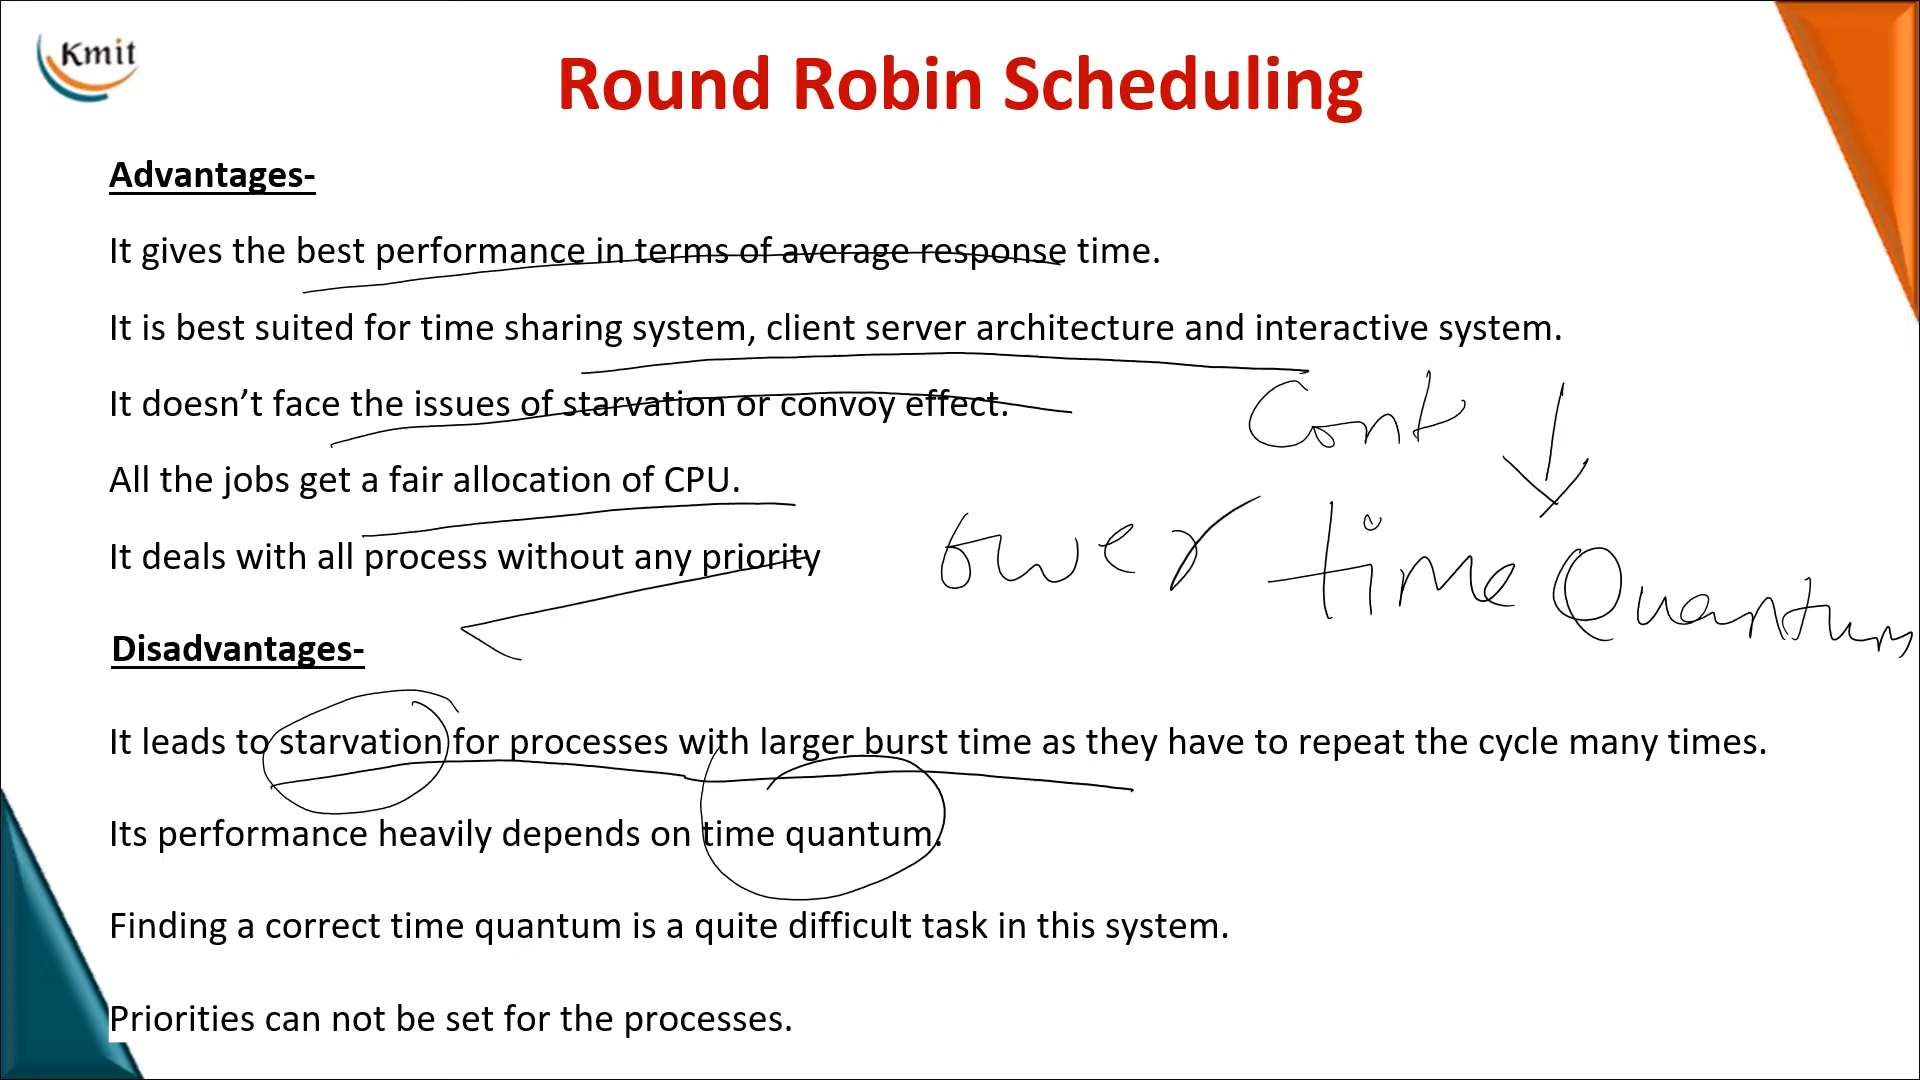 Kmit
Round Robin Scheduling
Advantages-
It gives the best performance in terms of average response time.
It is best suited for time sharing system, client server architecture and interactive system.
It doesn’t face the issues of starvation or convoy effect.
Cont
All the jobs get a fair allocation of CPU.
It deals with all process without any priority
over time Quantum
Disadvantages-
It leads to starvation for processes with larger burst time as they have to repeat the cycle many times.
Its performance heavily depends on time quantum.
Finding a correct time quantum is a quite difficult task in this system.
Priorities can not be set for the processes.